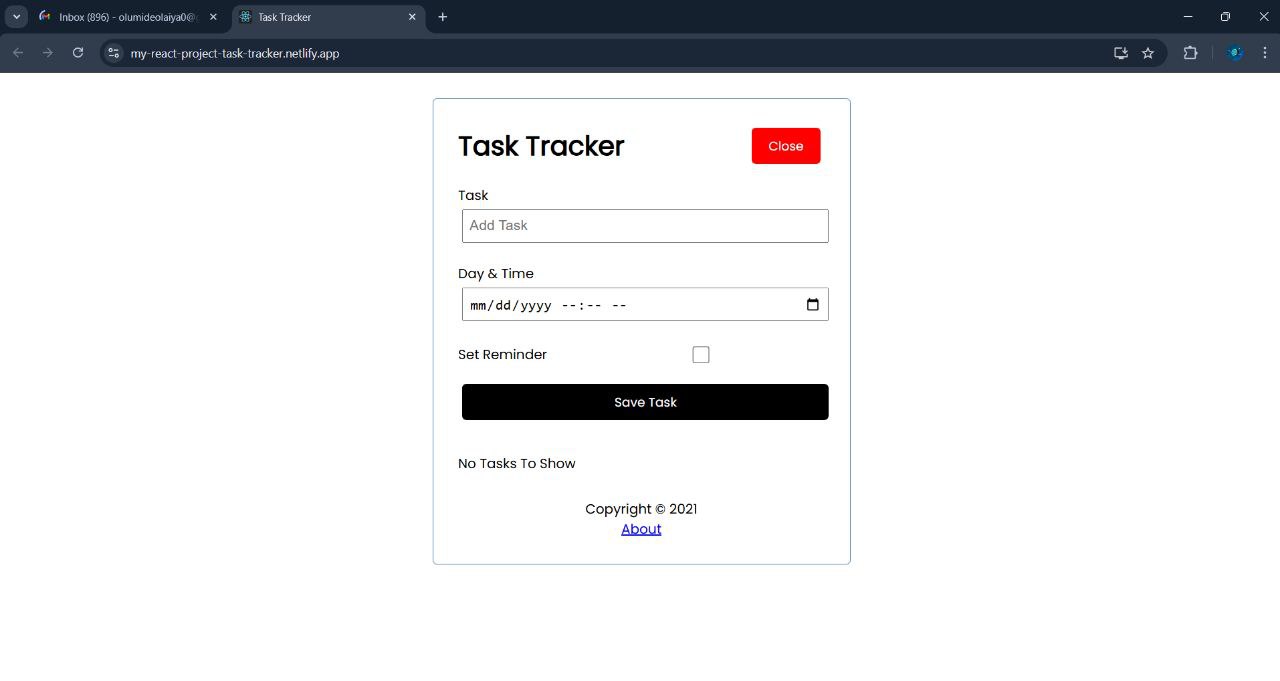 Inbox (896) - olumideolaiya0@
Task Tracker
my-react-project-task-tracker.netlify.app
Task Tracker
Close
Task
Add Task
Day & Time
mm/dd/yyyy --:-- --
Set Reminder
Save Task
No Tasks To Show
Copyright © 2021
About